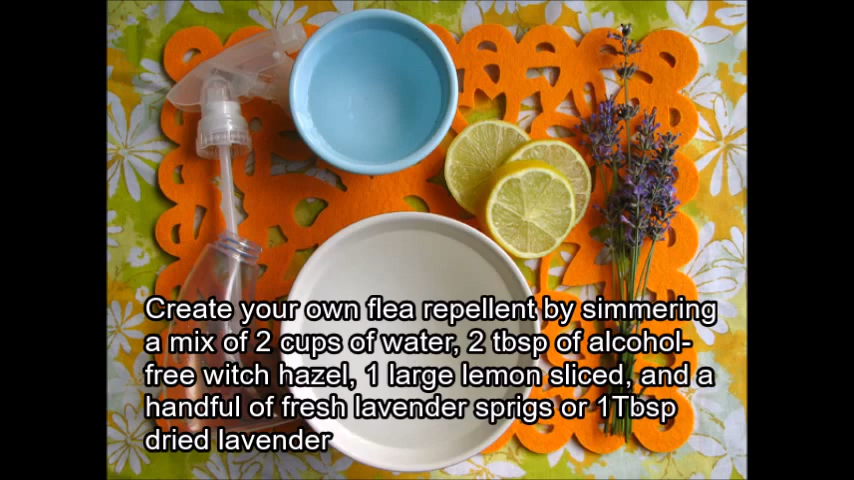 Create your own flea repellent by simmering
a mix of 2 cups of water, 2 tbsp of alcohol-
free witch hazel, 1 large lemon sliced, and a
handful of fresh lavender sprigs or 1Tbsp
dried lavender